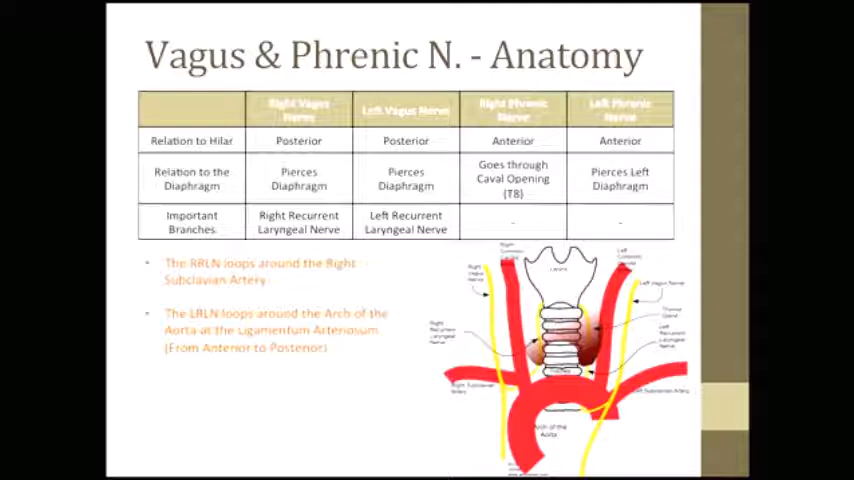 Vagus & Phrenic N. - Anatomy
Right Vagus Nerve
Left Vagus Nerve
Right Phrenic Nerve
Left Phrenic Nerve
Relation to Hilar
Posterior
Posterior
Anterior
Anterior
Relation to the Diaphragm
Pierces Diaphragm
Pierces Diaphragm
Goes through Caval Opening (T8)
Pierces Left Diaphragm
Important Branches
Right Recurrent Laryngeal Nerve
Left Recurrent Laryngeal Nerve
-
-
• The RRLN loops around the Right
Subclavian Artery
• The LRLN loops around the Arch of the
Aorta at the Ligamentum Arteriosum
(From Anterior to Posterior)
Right
Common
Left
Common
Larynx
Right
Vagus
Nerve
Left Vagus Nerve
Thyroid
Gland
Right
Recurrent
Laryngeal
Nerve
Left
Recurrent
Laryngeal
Nerve
Trachea
Right Subclavian
Artery
Left Subclavian Artery
Arch of the
Aorta